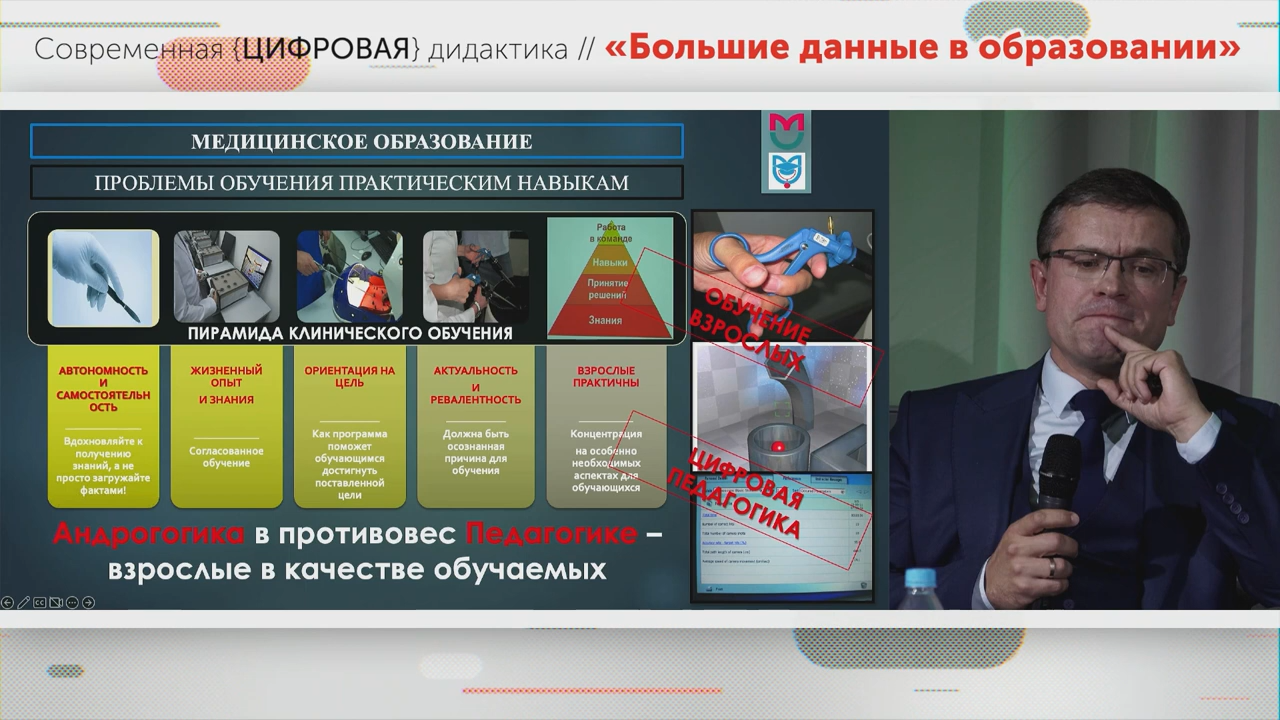 Современная {ЦИФРОВАЯ} дидактика // «Большие данные в образовании»
МЕДИЦИНСКОЕ ОБРАЗОВАНИЕ
ПРОБЛЕМЫ ОБУЧЕНИЯ ПРАКТИЧЕСКИМ НАВЫКАМ
Работа
в команде
Навыки
Принятие
решений
Знания
ПИРАМИДА КЛИНИЧЕСКОГО ОБУЧЕНИЯ
АВТОНОМНОСТЬ
И
САМОСТОЯТЕЛЬН
ОСТЬ
Вдохновляйте к
получению
знаний, а не
просто загружайте
фактами!
ЖИЗНЕННЫЙ
ОПЫТ
И ЗНАНИЯ
Согласованное
обучение
ОРИЕНТАЦИЯ НА
ЦЕЛЬ
Как программа
поможет
обучающимся
достигнуть
поставленной
цели
АКТУАЛЬНОСТЬ
И
РЕВАЛЕНТНОСТЬ
Должна быть
осознанная
причина для
обучения
ВЗРОСЛЫЕ
ПРАКТИЧНЫ
Концентрация
на особенно
необходимых
аспектах для
обучающихся
ОБУЧЕНИЕ
ВЗРОСЛЫХ
ЦИФРОВАЯ
ПЕДАГОГИКА
Андрогогика в противовес Педагогике –
взрослые в качестве обучаемых